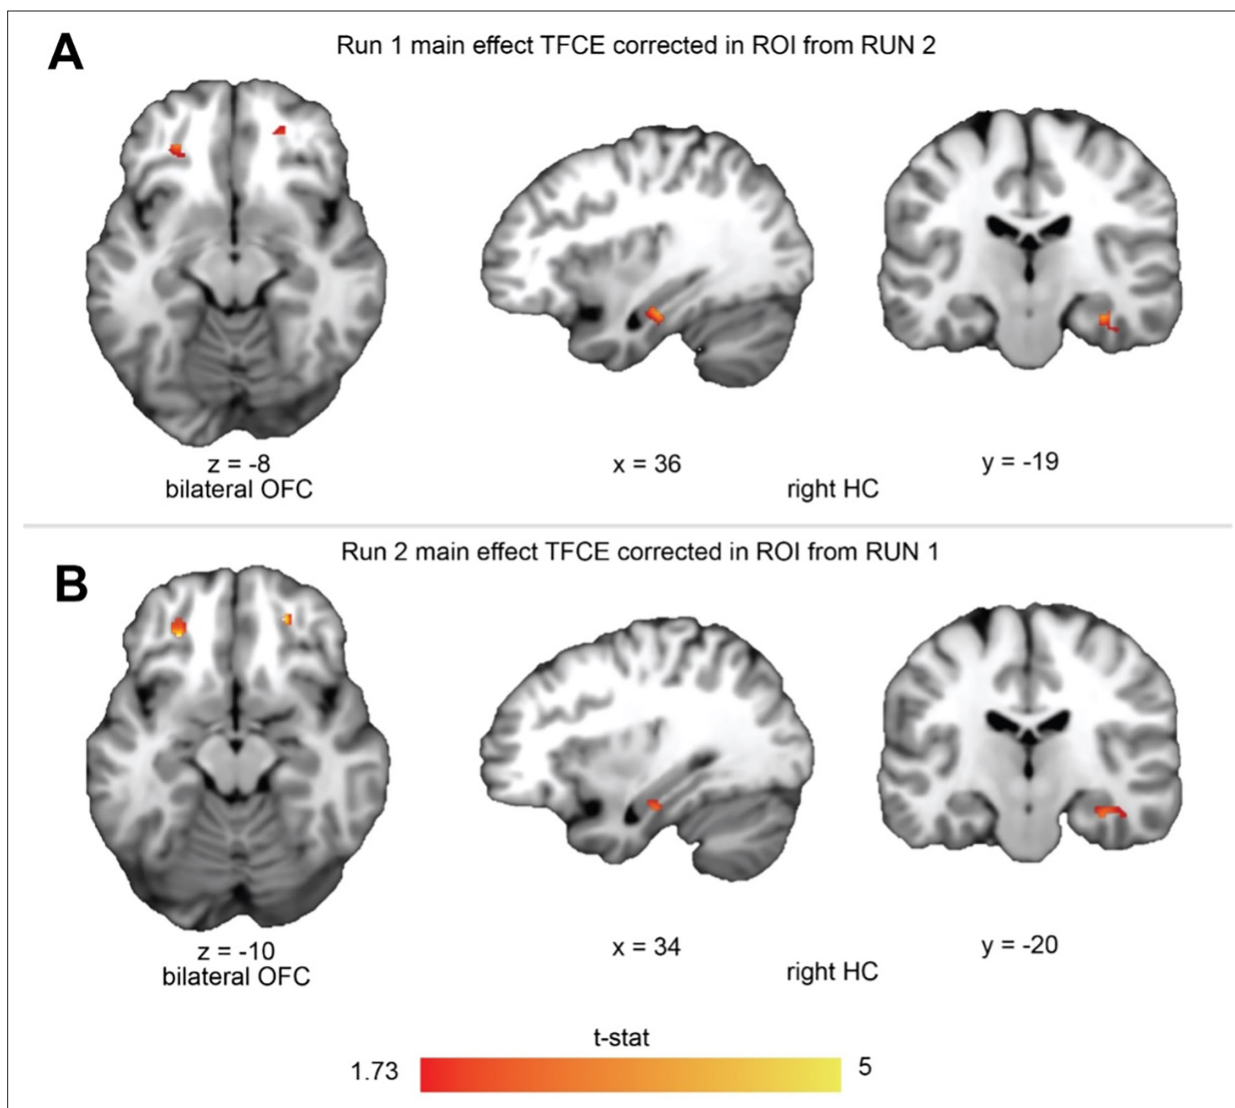 A
Run 1 main effect TFCE corrected in ROI from RUN 2
z = -8
bilateral OFC
x = 36
right HC
y = -19
B
Run 2 main effect TFCE corrected in ROI from RUN 1
z = -10
bilateral OFC
x = 34
right HC
y = -20
t-stat
1.73
5